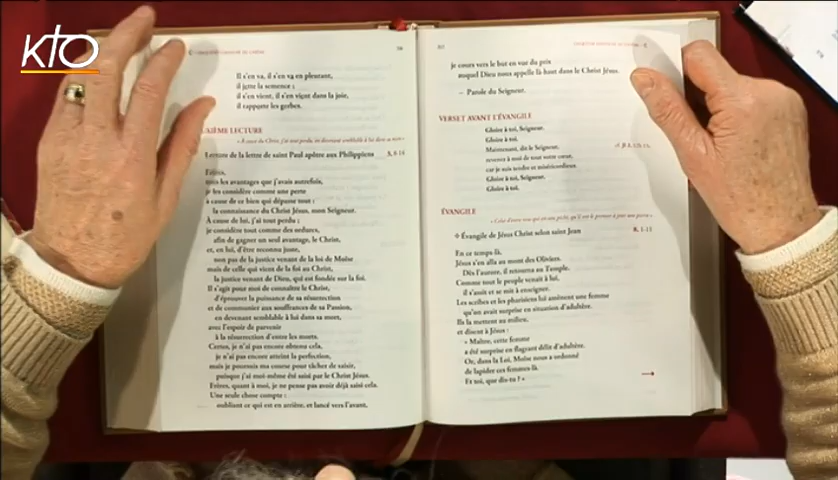 KTO
Il s'en va, il s'en va en pleurant,
il jette la semence ;
il s'en vient, il s'en vient dans la joie,
il rapporte les gerbes.
XIÈME LECTURE
Lecture de la lettre de saint Paul apôtre aux Philippiens 3, 8-14
Frères,
tous les avantages que j'avais autrefois,
je les considère comme une perte
à cause de ce bien qui dépasse tout :
la connaissance du Christ Jésus, mon Seigneur.
À cause de lui, j'ai tout perdu ;
je considère tout comme des ordures,
afin de gagner un seul avantage, le Christ,
et, en lui, d'être reconnu juste,
non pas de la justice venant de la loi de Moïse
mais de celle qui vient de la foi au Christ,
la justice venant de Dieu, qui est fondée sur la foi.
Il s'agit pour moi de connaître le Christ,
d'éprouver la puissance de sa résurrection
et de communier aux souffrances de sa Passion,
en devenant semblable à lui dans sa mort,
avec l'espoir de parvenir
à la résurrection d'entre les morts.
Certes, je n'ai pas encore obtenu cela,
je n'ai pas encore atteint la perfection,
mais je poursuis ma course pour tâcher de saisir,
puisque j'ai moi-même été saisi par le Christ Jésus.
Frères, quant à moi, je ne pense pas avoir déjà saisi cela.
Une seule chose compte :
oubliant ce qui est en arrière, et lancé vers l'avant,
je cours vers le but en vue du prix
auquel Dieu nous appelle là-haut dans le Christ Jésus.
– Parole du Seigneur.
VERSET AVANT L'ÉVANGILE
Gloire à toi, Seigneur.
Gloire à toi.
Maintenant, dit le Seigneur,
revenez à moi de tout votre cœur,
car je suis tendre et miséricordieux.
Gloire à toi, Seigneur.
Gloire à toi.
ÉVANGILE
Évangile de Jésus Christ selon saint Jean 8, 1-11
En ce temps-là,
Jésus s'en alla au mont des Oliviers.
Dès l'aurore, il retourna au Temple.
Comme tout le peuple venait à lui,
il s'assit et se mit à enseigner.
Les scribes et les pharisiens lui amènent une femme
qu'on avait surprise en situation d'adultère.
Ils la mettent au milieu,
et disent à Jésus :
« Maître, cette femme
a été surprise en flagrant délit d'adultère.
Or, dans la Loi, Moïse nous a ordonné
de lapider ces femmes-là.
Et toi, que dis-tu ? »